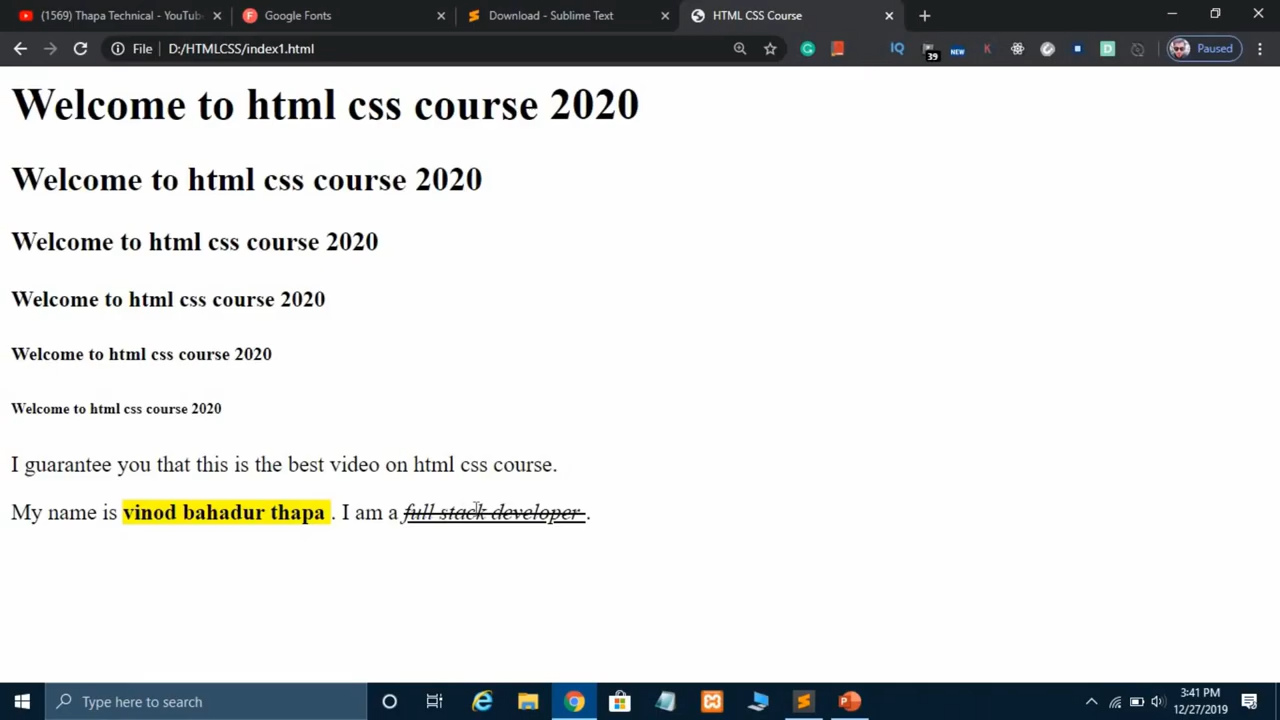 (1569) Thapa Technical - YouTub
Google Fonts
Download - Sublime Text
HTML CSS Course
File
D:/HTMLCSS/index1.html
IQ
39
NEW
K
D
Paused
Welcome to html css course 2020
Welcome to html css course 2020
Welcome to html css course 2020
Welcome to html css course 2020
Welcome to html css course 2020
Welcome to html css course 2020
I guarantee you that this is the best video on html css course.
My name is vinod bahadur thapa . I am a full stack developer .
Type here to search
3:41 PM
12/27/2019